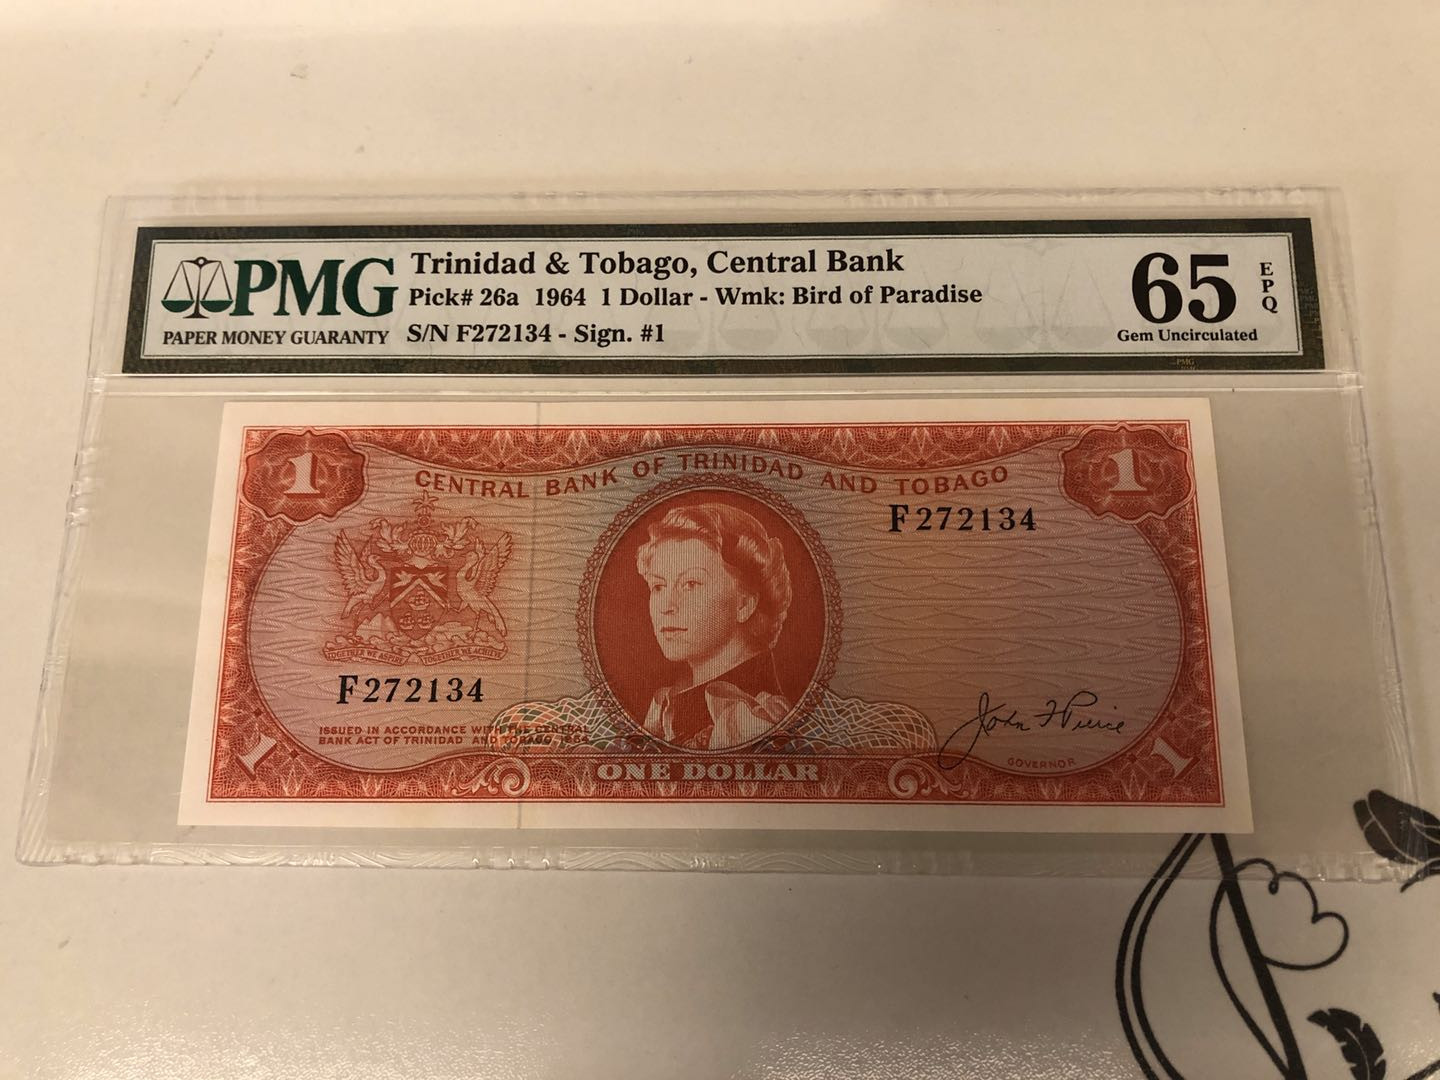 PMG
PAPER MONEY GUARANTY
Trinidad & Tobago, Central Bank
Pick# 26a 1964 1 Dollar - Wmk: Bird of Paradise
S/N F272134 - Sign. #1
65 EPQ
Gem Uncirculated
PMG
1
1
CENTRAL BANK OF TRINIDAD AND TOBAGO
F272134
TOGETHER WE ASPIRE TOGETHER WE ACHIEVE
F272134
ISSUED IN ACCORDANCE WITH THE CENTRAL
BANK ACT OF TRINIDAD AND TOBAGO 1964
John F Pierce
GOVERNOR
1
ONE DOLLAR
1